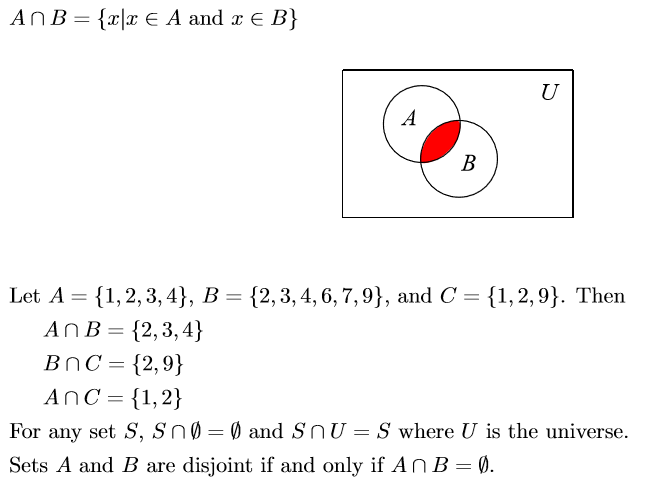 A ∩ B = {x|x ∈ A and x ∈ B}
U
A
B
Let A = {1, 2, 3, 4}, B = {2, 3, 4, 6, 7, 9}, and C = {1, 2, 9}. Then
A ∩ B = {2, 3, 4}
B ∩ C = {2, 9}
A ∩ C = {1, 2}
For any set S, S ∩ ∅ = ∅ and S ∩ U = S where U is the universe.
Sets A and B are disjoint if and only if A ∩ B = ∅.